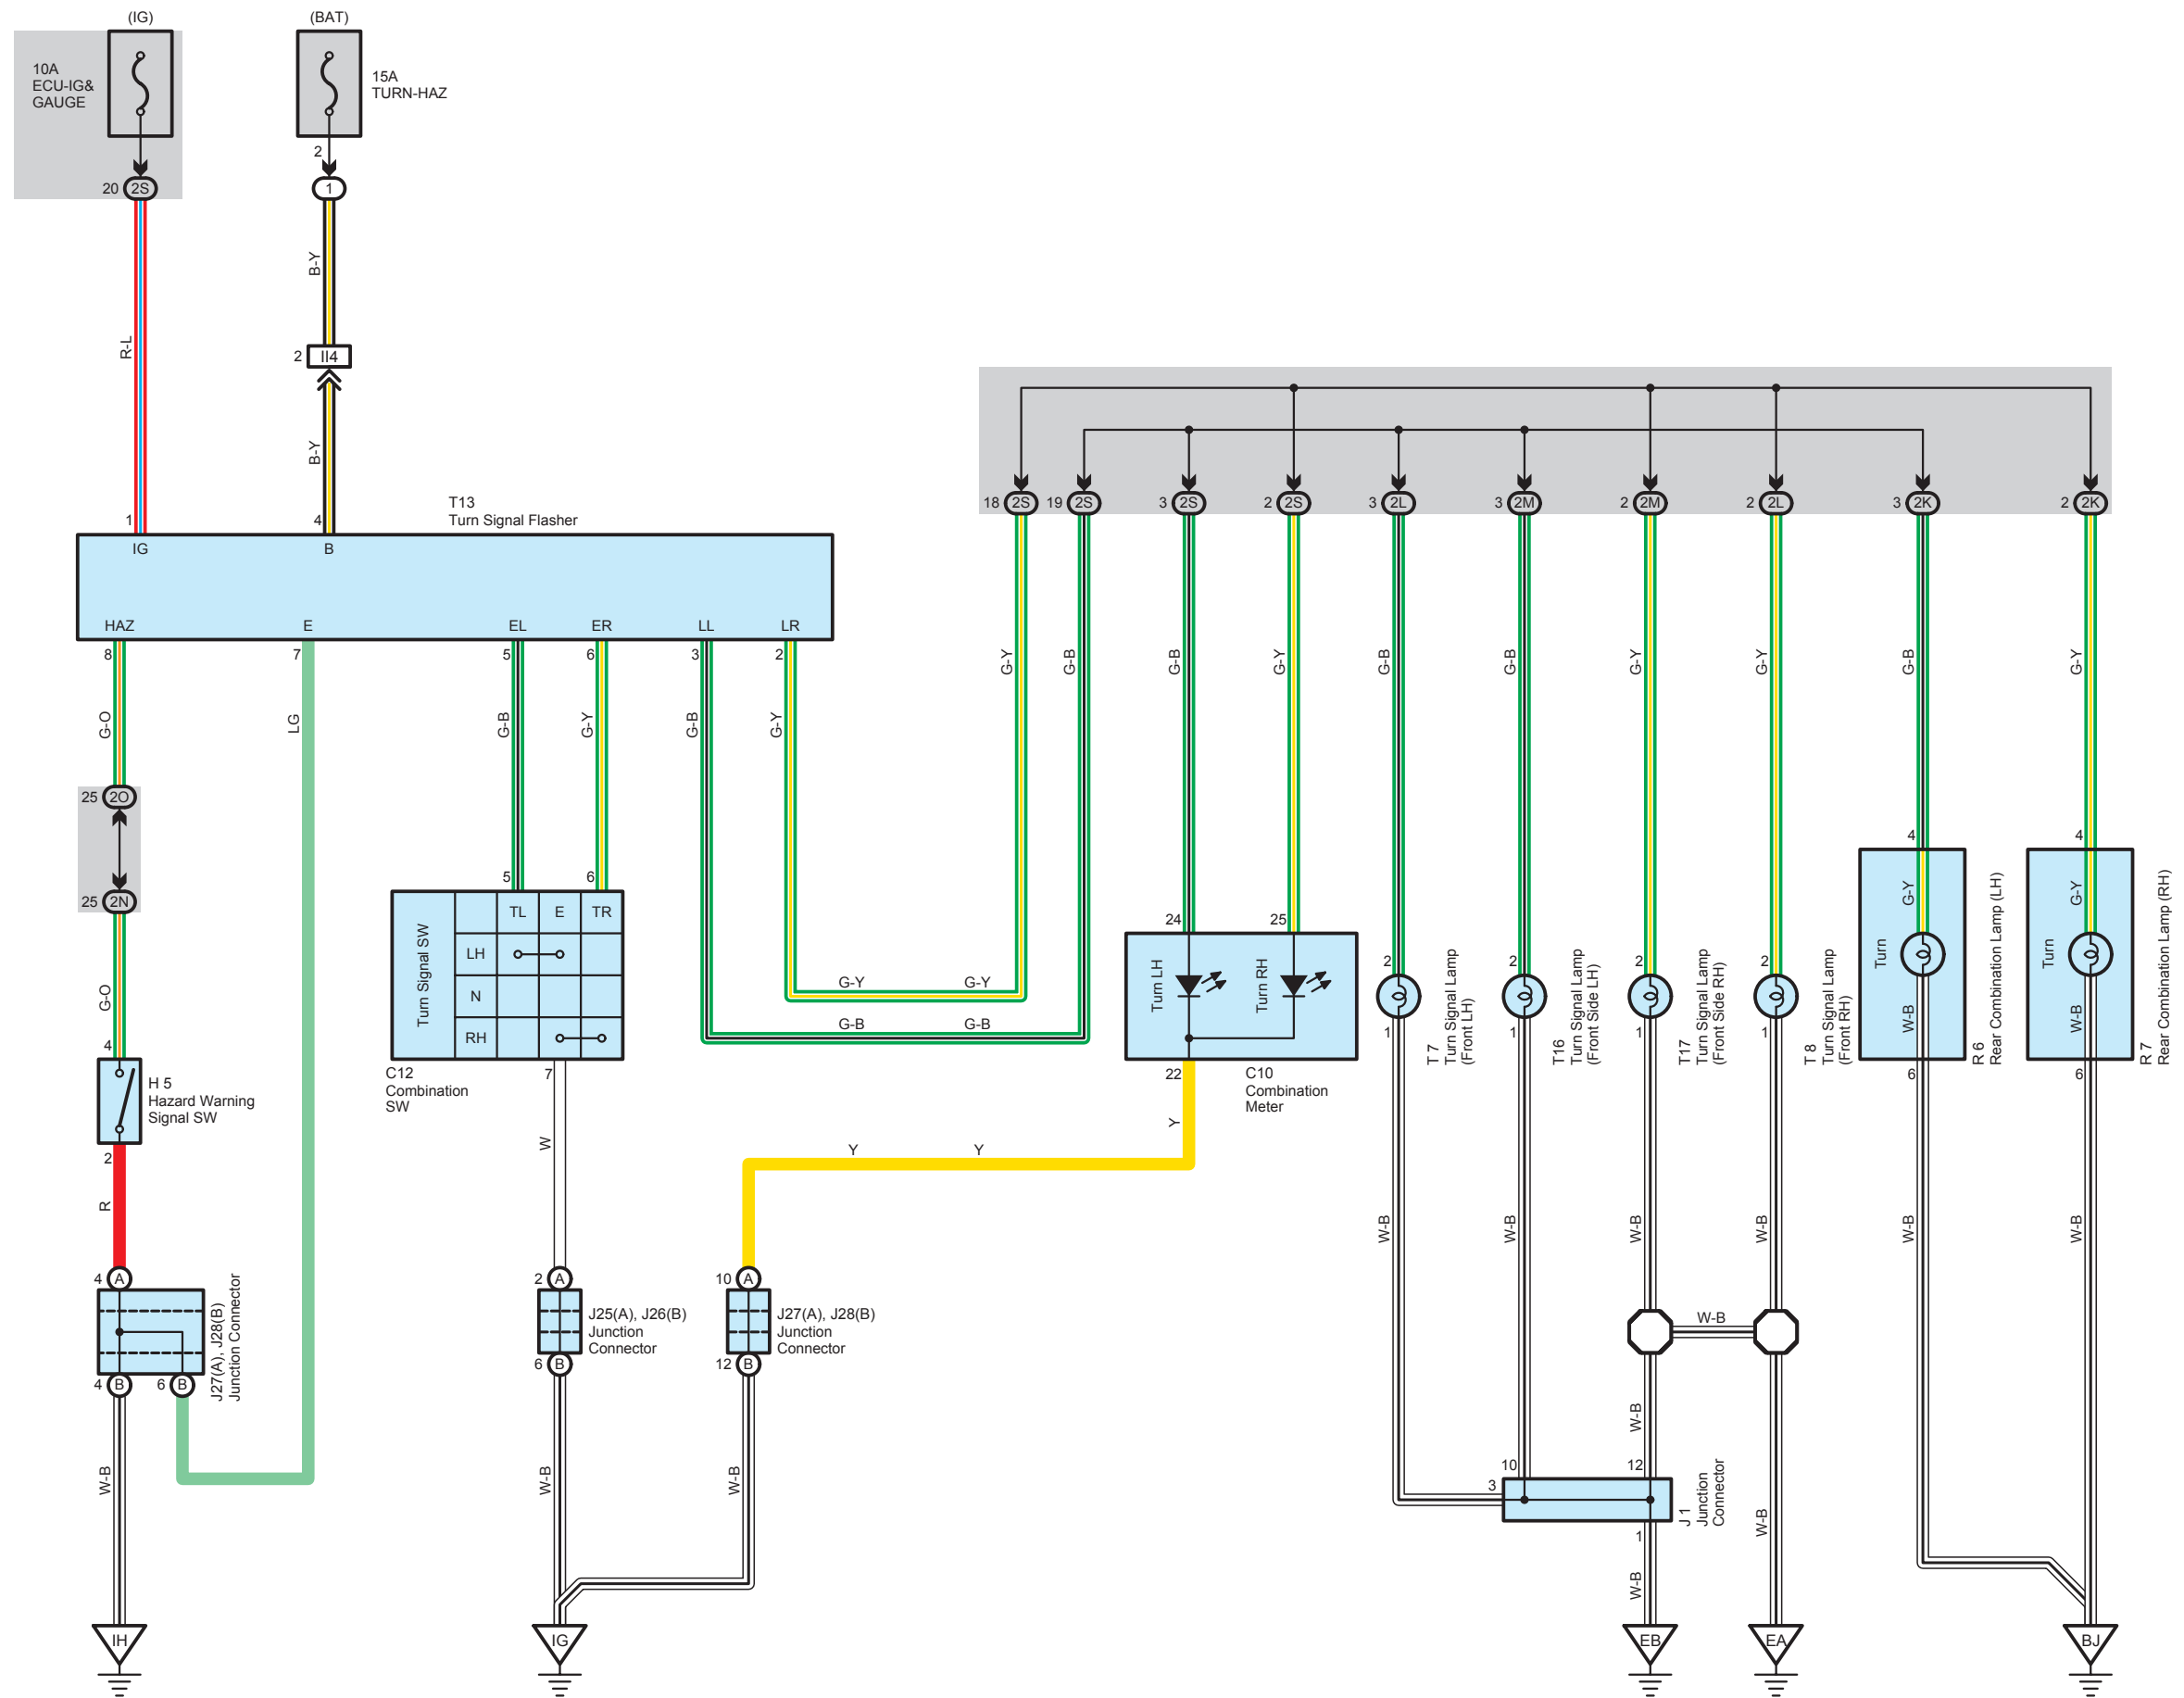 (IG)
(BAT)
10A
ECU-IG&
GAUGE
15A
TURN-HAZ
2
20 2S
1
B-Y
R-L
2 II4
B-Y
T13
Turn Signal Flasher
1
4
IG
B
HAZ
E
EL
ER
LL
LR
8
7
5
6
3
2
18 2S
19 2S
3 2S
2 2S
3 2L
3 2M
2 2M
2 2L
3 2K
2 2K
G-Y
G-B
G-B
G-Y
G-B
G-B
G-Y
G-Y
G-B
G-Y
G-O
LG
G-B
G-Y
G-B
G-Y
25 2O
25 2N
G-O
5
6
Turn Signal SW
TL
E
TR
LH
N
RH
7
C12
Combination
SW
G-Y
G-Y
G-B
G-B
24
25
Turn LH
Turn RH
22
C10
Combination
Meter
2
1
T 7
Turn Signal Lamp
(Front LH)
2
1
T16
Turn Signal Lamp
(Front Side LH)
2
1
T17
Turn Signal Lamp
(Front Side RH)
2
1
T 8
Turn Signal Lamp
(Front RH)
4
G-Y
Turn
W-B
6
R 6
Rear Combination Lamp (LH)
4
G-Y
Turn
W-B
6
R 7
Rear Combination Lamp (RH)
4
H 5
Hazard Warning
Signal SW
2
R
W
Y
Y
Y
W-B
W-B
W-B
W-B
W-B
W-B
4 A
4 B
6 B
J27(A), J28(B)
Junction Connector
2 A
6 B
J25(A), J26(B)
Junction
Connector
10 A
12 B
J27(A), J28(B)
Junction
Connector
W-B
W-B
W-B
W-B
W-B
W-B
3
10
12
1
J 1
Junction
Connector
W-B
IH
IG
EB
EA
BJ